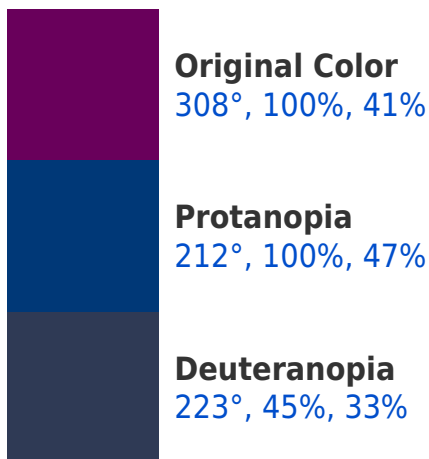 Original Color
308°, 100%, 41%
Protanopia
212°, 100%, 47%
Deuteranopia
223°, 45%, 33%